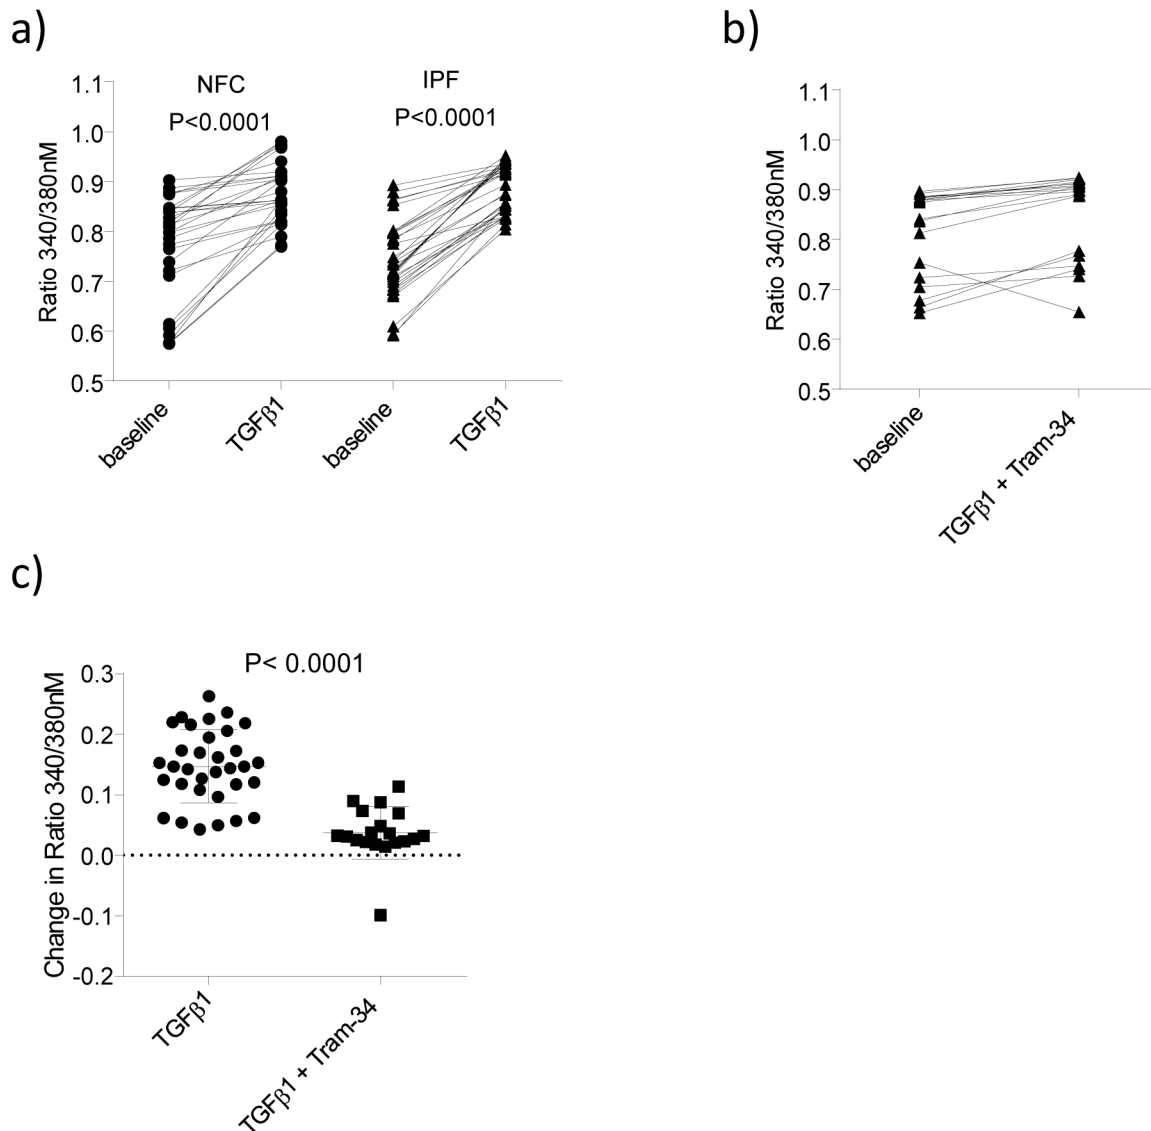 a)
NFC
IPF
P<0.0001
P<0.0001
Ratio 340/380nM
1.1
1.0
0.9
0.8
0.7
0.6
0.5
baseline
TGFβ1
baseline
TGFβ1
b)
Ratio 340/380nM
1.1
1.0
0.9
0.8
0.7
0.6
0.5
baseline
TGFβ1 + Tram-34
c)
P< 0.0001
Change in Ratio 340/380nM
0.3
0.2
0.1
0.0
-0.1
-0.2
TGFβ1
TGFβ1 + Tram-34